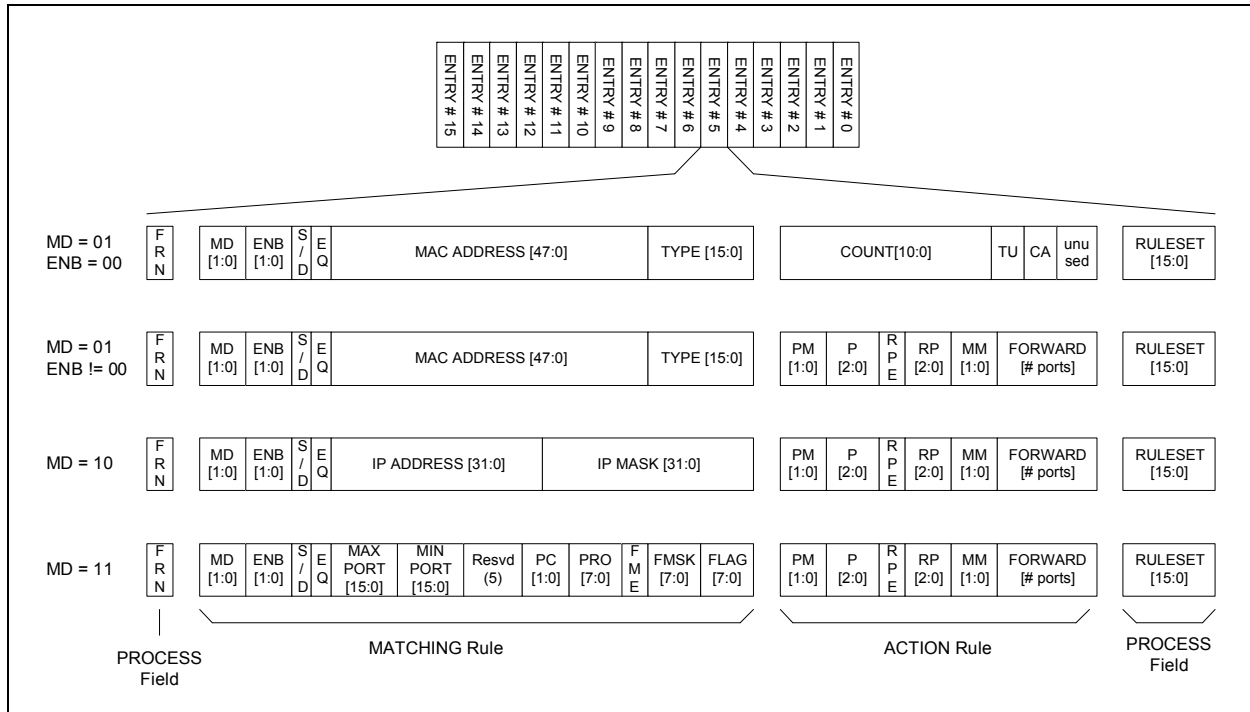 ENTRY # 15
ENTRY # 14
ENTRY # 13
ENTRY # 12
ENTRY # 11
ENTRY # 10
ENTRY # 9
ENTRY # 8
ENTRY # 7
ENTRY # 6
ENTRY # 5
ENTRY # 4
ENTRY # 3
ENTRY # 2
ENTRY # 1
ENTRY # 0
MD = 01
ENB = 00
F
R
N
MD
[1:0]
ENB
[1:0]
S
/
D
E
Q
MAC ADDRESS [47:0]
TYPE [15:0]
COUNT[10:0]
TU
CA
unu
sed
RULESET
[15:0]
MD = 01
ENB != 00
F
R
N
MD
[1:0]
ENB
[1:0]
S
/
D
E
Q
MAC ADDRESS [47:0]
TYPE [15:0]
PM
[1:0]
P
[2:0]
R
P
E
RP
[2:0]
MM
[1:0]
FORWARD
[# ports]
RULESET
[15:0]
MD = 10
F
R
N
MD
[1:0]
ENB
[1:0]
S
/
D
E
Q
IP ADDRESS [31:0]
IP MASK [31:0]
PM
[1:0]
P
[2:0]
R
P
E
RP
[2:0]
MM
[1:0]
FORWARD
[# ports]
RULESET
[15:0]
MD = 11
F
R
N
MD
[1:0]
ENB
[1:0]
S
/
D
E
Q
MAX
PORT
[15:0]
MIN
PORT
[15:0]
Resvd
(5)
PC
[1:0]
PRO
[7:0]
F
M
E
FMSK
[7:0]
FLAG
[7:0]
PM
[1:0]
P
[2:0]
R
P
E
RP
[2:0]
MM
[1:0]
FORWARD
[# ports]
RULESET
[15:0]
PROCESS
Field
MATCHING Rule
ACTION Rule
PROCESS
Field